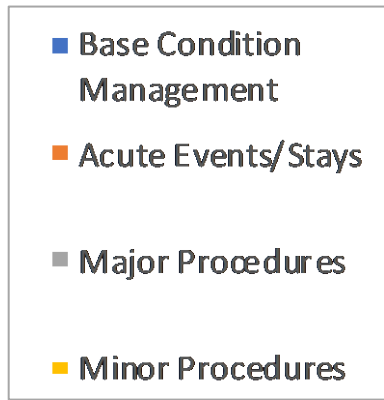 Base Condition
Management
Acute Events/Stays
Major Procedures
Minor Procedures